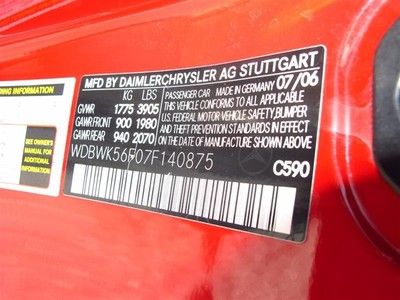 MFD BY DAIMLERCHRYSLER AG STUTTGART
KG LBS
GVWR 1775 3905
GAWR FRONT 900 1980
GAWR REAR 940 2070
PASSENGER CAR / MADE IN GERMANY 07/06
THIS VEHICLE CONFORMS TO ALL APPLICABLE
U.S. FEDERAL MOTOR VEHICLE SAFETY,BUMPER
AND THEFT PREVENTION STANDARDS IN EFFECT
ON THE DATE OF MANUFACTURE SHOWN ABOVE
WDBWK56F07F140875
C590
ING INFORMATION
SEE OWNER'S
MANUAL FOR
ADDITIONAL
INFORMATION